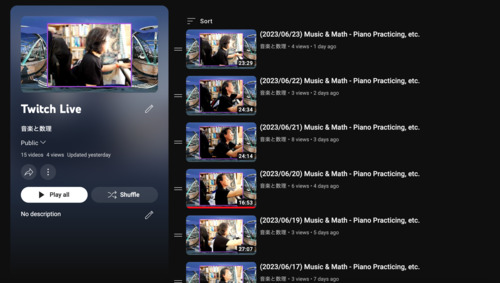 Twitch Live
音楽と数理
Public
15 videos 4 views Updated yesterday
Play all
Shuffle
No description
Sort
(2023/06/23) Music & Math - Piano Practicing, etc.
音楽と数理 • 4 views • 1 day ago
23:29
(2023/06/22) Music & Math - Piano Practicing, etc.
音楽と数理 • 3 views • 2 days ago
24:34
(2023/06/21) Music & Math - Piano Practicing, etc.
音楽と数理 • 8 views • 3 days ago
24:14
(2023/06/20) Music & Math - Piano Practicing, etc.
音楽と数理 • 6 views • 4 days ago
16:53
(2023/06/19) Music & Math - Piano Practicing, etc.
音楽と数理 • 3 views • 5 days ago
27:07
(2023/06/17) Music & Math - Piano Practicing, etc.
音楽と数理 • 3 views • 7 days ago